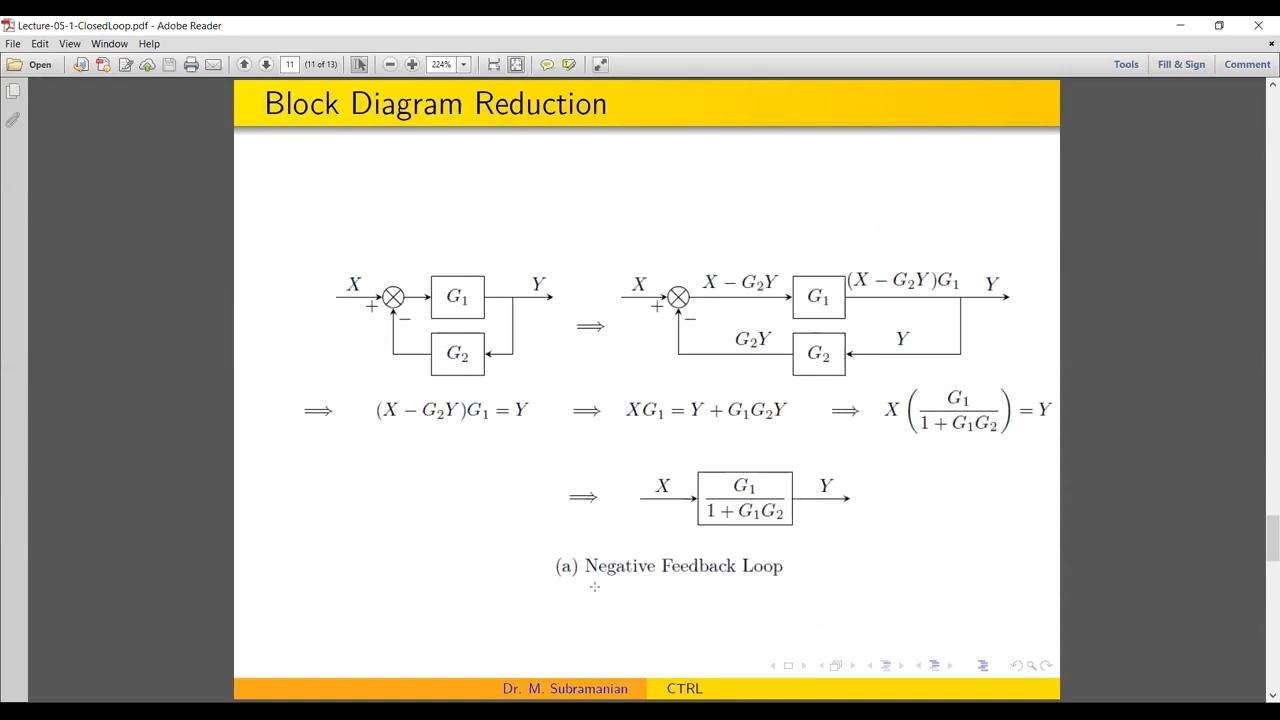 Lecture-05-1-ClosedLoop.pdf - Adobe Reader
File Edit View Window Help
Open 11 (11 of 13) 224% Tools Fill & Sign Comment
Block Diagram Reduction
X + − G₁ Y G₂
⟹
X + − X − G₂Y G₁ (X − G₂Y)G₁ Y G₂Y G₂ Y
⟹ (X − G₂Y)G₁ = Y ⟹ XG₁ = Y + G₁G₂Y ⟹ X (G₁ / 1 + G₁G₂) = Y
⟹ X G₁ / 1 + G₁G₂ Y
(a) Negative Feedback Loop
Dr. M. Subramanian CTRL